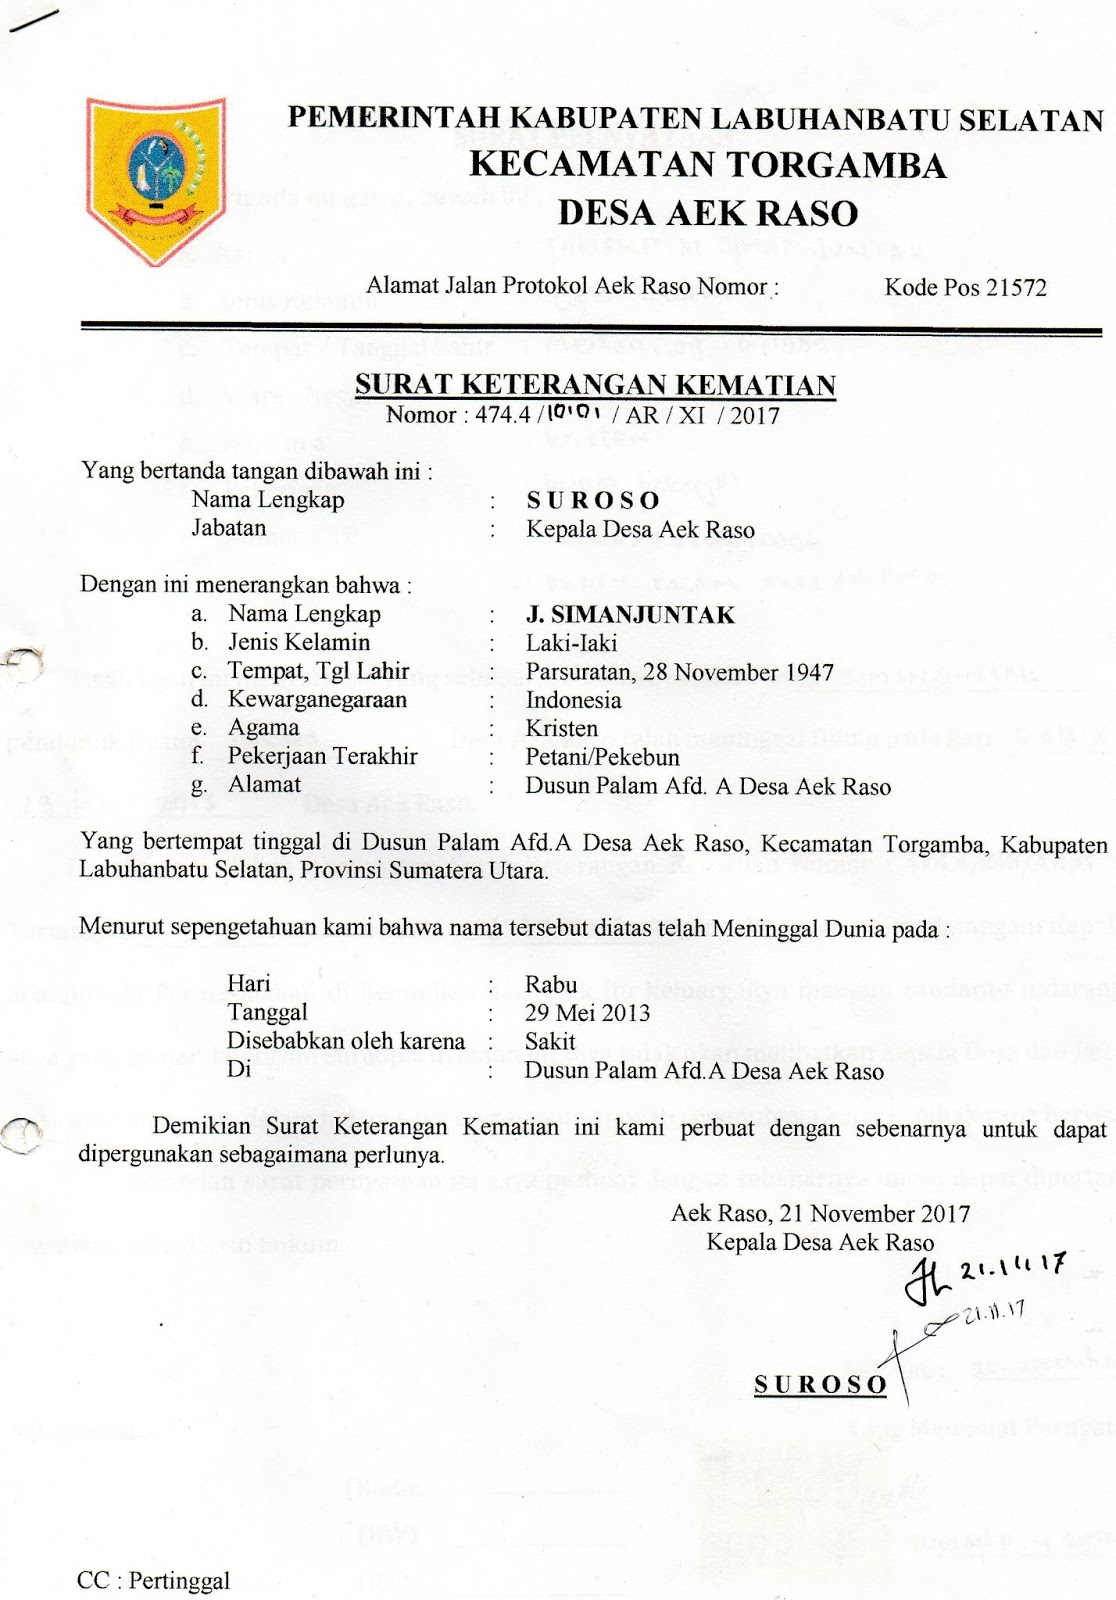 PEMERINTAH KABUPATEN LABUHANBATU SELATAN
KECAMATAN TORGAMBA
DESA AEK RASO
Alamat Jalan Protokol Aek Raso Nomor : Kode Pos 21572
SURAT KETERANGAN KEMATIAN
Nomor : 474.4 / / AR / XI / 2017
Yang bertanda tangan dibawah ini :
Nama Lengkap : S U R O S O
Jabatan : Kepala Desa Aek Raso
Dengan ini menerangkan bahwa :
a. Nama Lengkap : J. SIMANJUNTAK
b. Jenis Kelamin : Laki-Iaki
c. Tempat, Tgl Lahir : Parsuratan, 28 November 1947
d. Kewarganegaraan : Indonesia
e. Agama : Kristen
f. Pekerjaan Terakhir : Petani/Pekebun
g. Alamat : Dusun Palam Afd. A Desa Aek Raso
Yang bertempat tinggal di Dusun Palam Afd.A Desa Aek Raso, Kecamatan Torgamba, Kabupaten
Labuhanbatu Selatan, Provinsi Sumatera Utara.
Menurut sepengetahuan kami bahwa nama tersebut diatas telah Meninggal Dunia pada :
Hari : Rabu
Tanggal : 29 Mei 2013
Disebabkan oleh karena : Sakit
Di : Dusun Palam Afd.A Desa Aek Raso
Demikian Surat Keterangan Kematian ini kami perbuat dengan sebenarnya untuk dapat
dipergunakan sebagaimana perlunya.
Aek Raso, 21 November 2017
Kepala Desa Aek Raso
21.11.17
21.11.17
S U R O S O
CC : Pertinggal